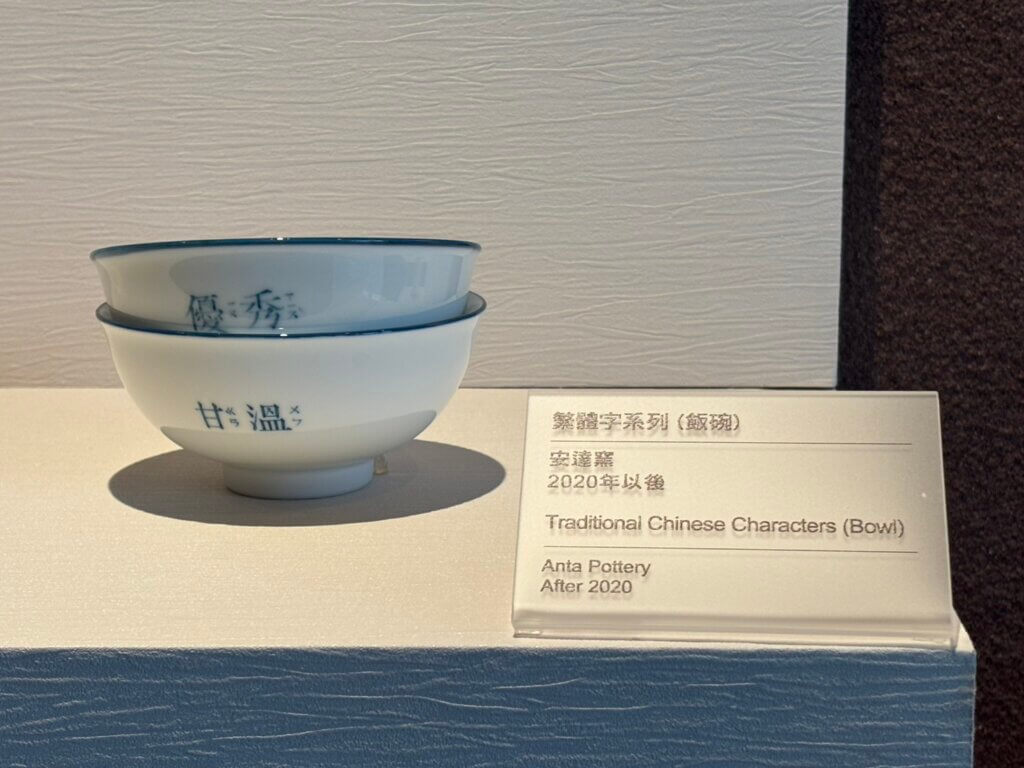 優秀
甘溫
繁體字系列 (飯碗)
安達窯
2020年以後
Traditional Chinese Characters (Bowl)
Anta Pottery
After 2020